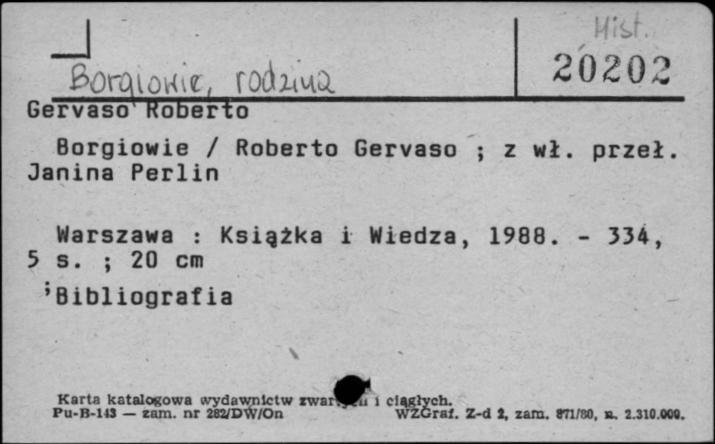 Hist.
20202
Borgiowie, rodzina
Gervaso Roberto
Borgiowie / Roberto Gervaso ; z wł. przeł.
Janina Perlin
Warszawa : Książka i Wiedza, 1988. - 334,
5 s. ; 20 cm
Bibliografia
Karta katalogowa wydawnictw i ciągłych.
Pu-B-143 — zam. nr 282/DW/On WZGraf. Z-d 2, zam. 871/80, n. 2.310.000.